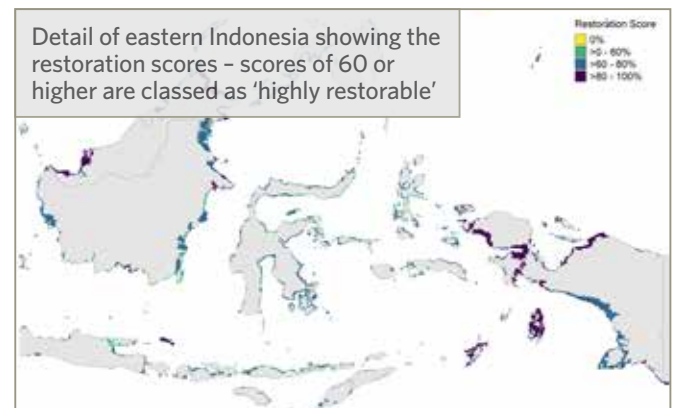 Detail of eastern Indonesia showing the
restoration scores – scores of 60 or
higher are classed as ‘highly restorable’
Restoration Score
0%
>0 - 60%
>60 - 80%
>80 - 100%